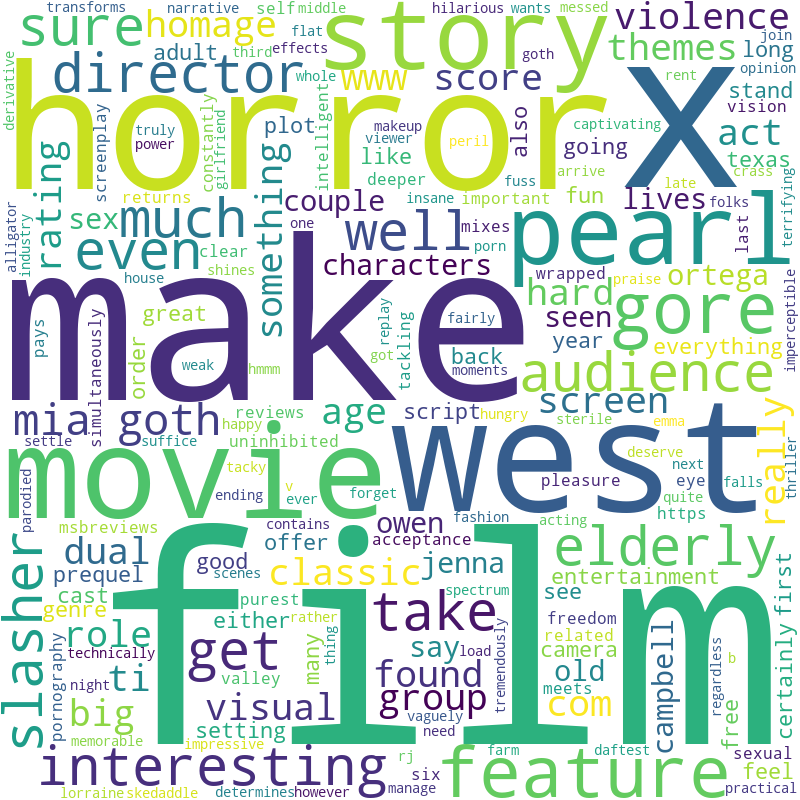 transforms narrative self middle hilarious wants messed
sure homage story violence
join
flat third goth
adult effects
themes long opinion
derivative
director www score rent stand
whole
horror X
constantly girlfriend intelligent
screenplay truly power plot makeup viewer
also going peril captivating act vision
texas
like deeper
fuss arrive late crass
terrifying
rating sex much returns couple insane important
pearl lives folks last
alligator industry
even something well one mixes porn
clear characters
shines wrapped praise ortega
hard
imperceptible
make
house great
pays simultaneously order weak hmmm
fairly replay tackling back
seen gore
year everything
got moments audience
mia goth
settle suffice happy reviews age script hungry screen
sterile emma
west
movie
uninhibited
tacky v
ending ever forget
deserve next eye falls really thriller
pleasure quite
parodied
msbreviews contains owen fashion acting https
slasher dual offer good acceptance elderly
prequel scenes classic jenna entertainment see
cast genre purest either rather take spectrum
related freedom camera
certainly first
film
role technically many thing say load tremendously
campbell regardless
ti get valley found old
pornography night
big visual group meets com free b
memorable setting vaguely need
impressive
interesting rj farm daftest sexual
feature feel
lorraine skedaddle determines however six manage practical